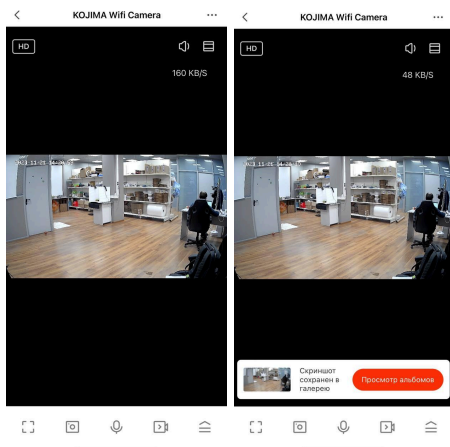 KOJIMA Wifi Camera
HD
160 KB/S
KOJIMA Wifi Camera
HD
48 KB/S
Скриншот
сохранен в
галерею
Просмотр альбомов